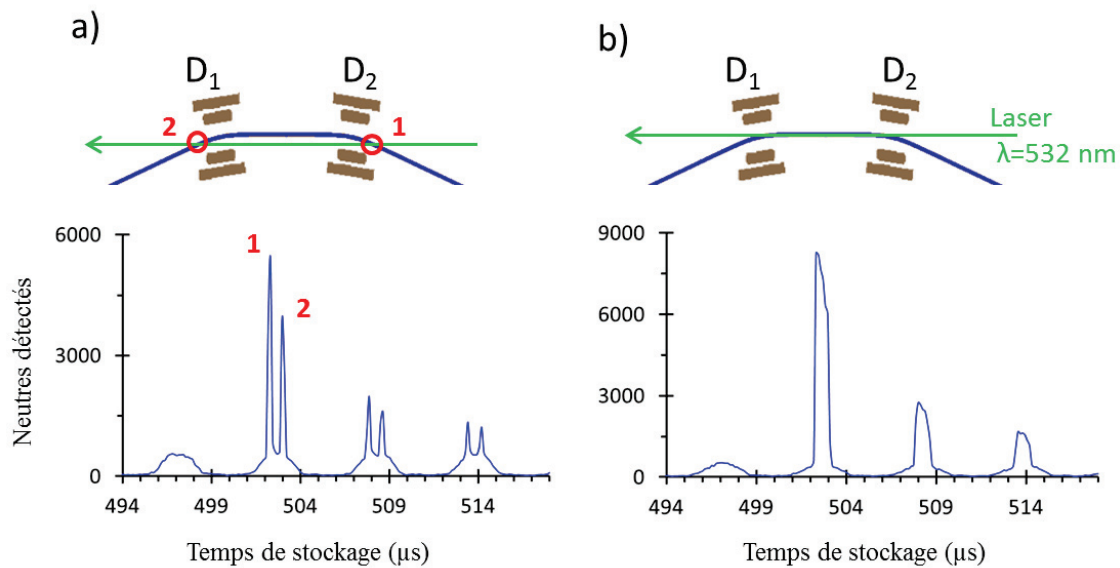 a)
D₁
D₂
2
1
b)
D₁
D₂
Laser
λ=532 nm
6000
3000
0
1
2
494
499
504
509
514
Neutres détectés
Temps de stockage (µs)
9000
6000
3000
0
494
499
504
509
514
Temps de stockage (µs)